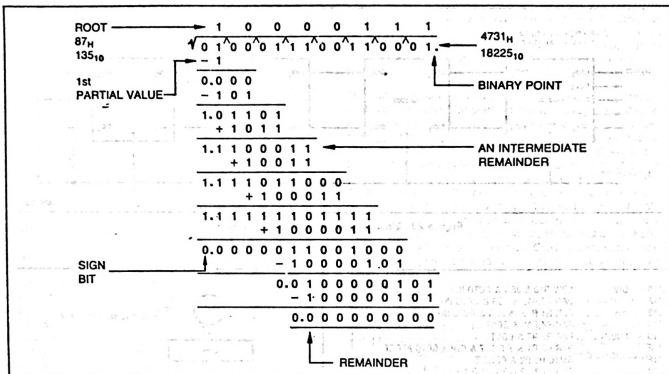 ROOT 1 0 0 0 0 1 1 1
87H
135₁₀
√ 0 1^0 0^0 1^1 1^0 0^1 1^0 0^0 1.
4731H
18225₁₀
− 1
BINARY POINT
1st
PARTIAL VALUE
0.0 0 0
− 1 0 1
1.0 1 1 0 1
+ 1 0 1 1
1.1 1 0 0 0 1 1
+ 1 0 0 1 1
AN INTERMEDIATE
REMAINDER
1.1 1 1 0 1 1 0 0 0
+ 1 0 0 0 1 1
1.1 1 1 1 1 1 0 1 1 1 1
+ 1 0 0 0 0 1 1
0.0 0 0 0 0 1 1 0 0 1 0 0 0
− 1 0 0 0 0 1 0 1
SIGN
BIT
0.0 1 0 0 0 0 0 1 0 1
− 1 0 0 0 0 0 1 0 1
0.0 0 0 0 0 0 0 0 0
REMAINDER